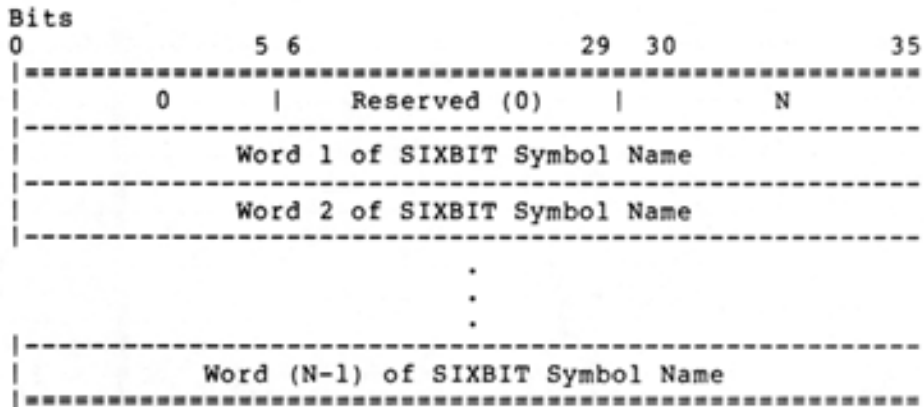 Bits
0 5 6 29 30 35
|=======================================================
| 0 | Reserved (0) | N
|-------------------------------------------------------
| Word 1 of SIXBIT Symbol Name
|-------------------------------------------------------
| Word 2 of SIXBIT Symbol Name
|-------------------------------------------------------
.
.
.
|-------------------------------------------------------
| Word (N-1) of SIXBIT Symbol Name
|=======================================================